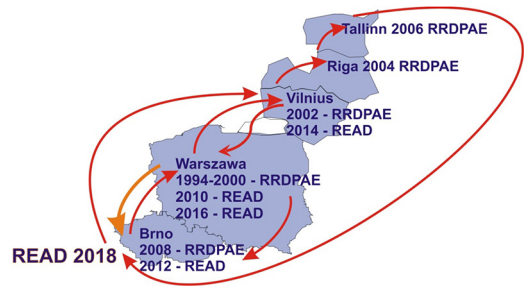 Tallinn 2006 RRDPAE
Riga 2004 RRDPAE
Vilnius
2002 - RRDPAE
2014 - READ
Warszawa
1994-2000 - RRDPAE
2010 - READ
2016 - READ
Brno
2008 - RRDPAE
2012 - READ
READ 2018